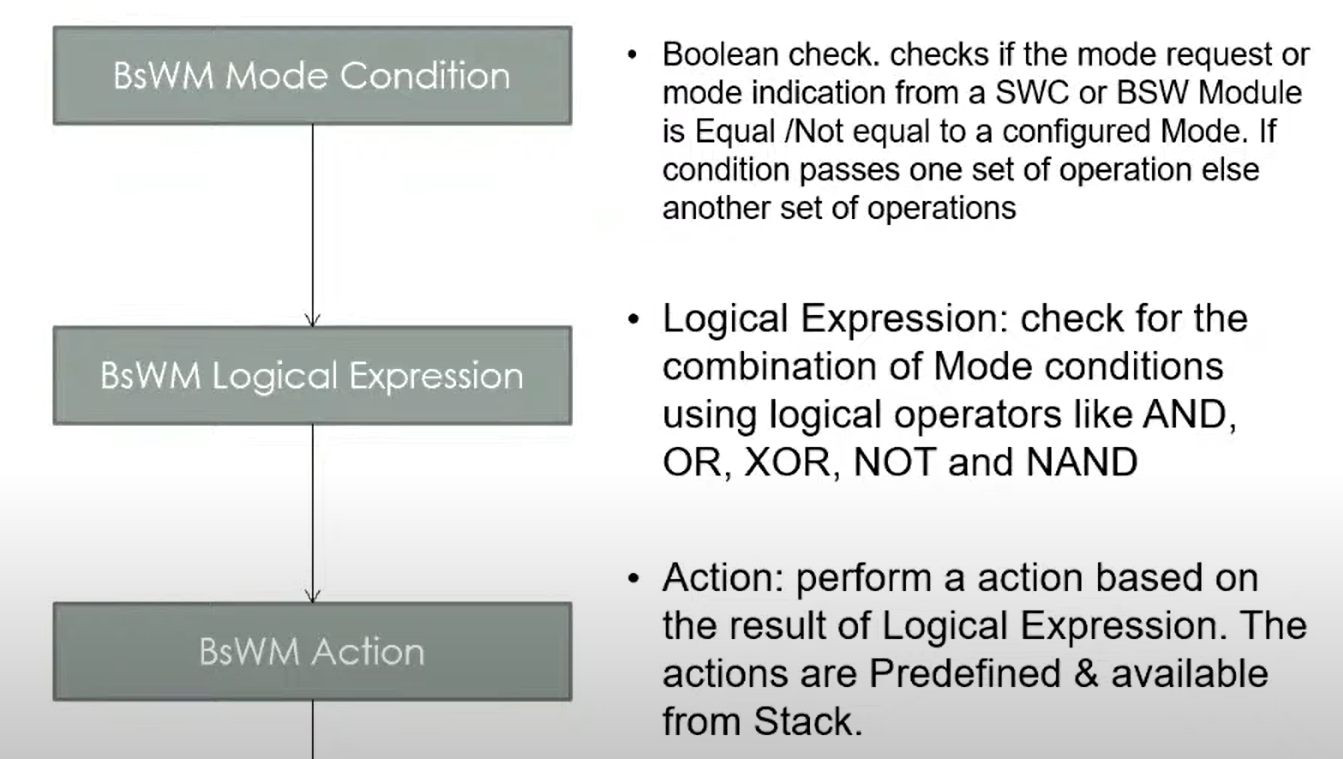 BsWM Mode Condition
• Boolean check. checks if the mode request or
mode indication from a SWC or BSW Module
is Equal /Not equal to a configured Mode. If
condition passes one set of operation else
another set of operations
BsWM Logical Expression
• Logical Expression: check for the
combination of Mode conditions
using logical operators like AND,
OR, XOR, NOT and NAND
BsWM Action
• Action: perform a action based on
the result of Logical Expression. The
actions are Predefined & available
from Stack.